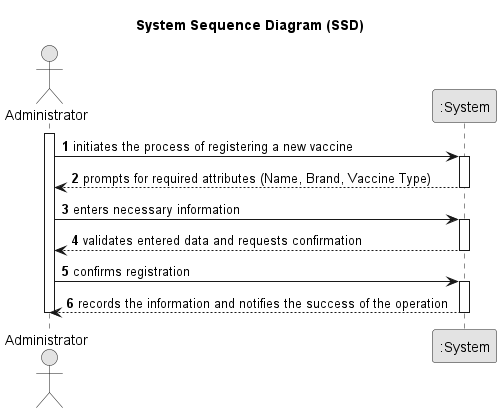 System Sequence Diagram (SSD)
Administrator
:System
1 initiates the process of registering a new vaccine
2 prompts for required attributes (Name, Brand, Vaccine Type)
3 enters necessary information
4 validates entered data and requests confirmation
5 confirms registration
6 records the information and notifies the success of the operation
Administrator
:System